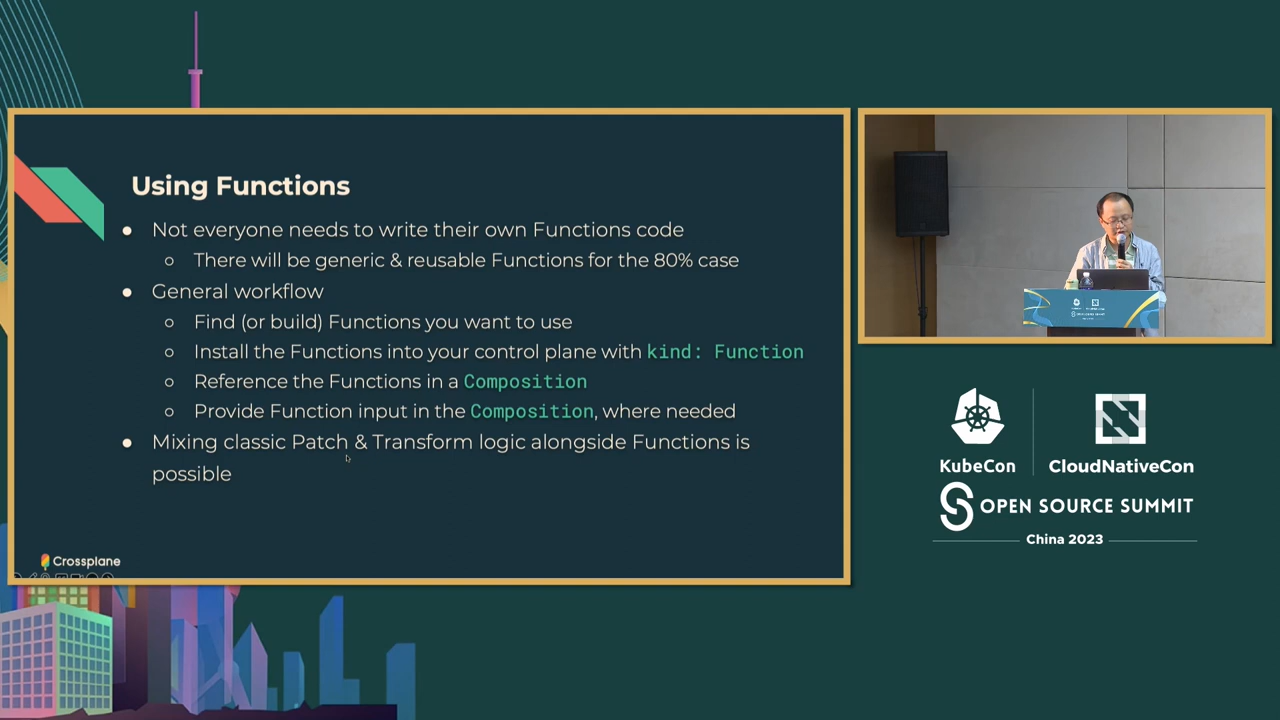 Using Functions
● Not everyone needs to write their own Functions code
○ There will be generic & reusable Functions for the 80% case
● General workflow
○ Find (or build) Functions you want to use
○ Install the Functions into your control plane with kind: Function
○ Reference the Functions in a Composition
○ Provide Function input in the Composition, where needed
● Mixing classic Patch & Transform logic alongside Functions is
possible
Crossplane
KubeCon
CloudNativeCon
OPEN SOURCE SUMMIT
China 2023